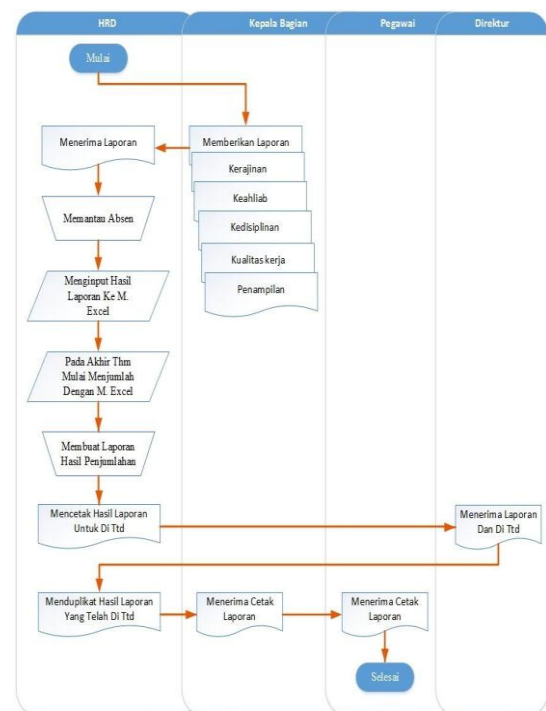 HRD
Kepala Bagian
Pegawai
Direktur
Mulai
Menerima Laporan
Memberikan Laporan
Kerajinan
Keahliab
Kedisiplinan
Kualitas kerja
Penampilan
Memantau Absen
Menginput Hasil
Laporan Ke M.
Excel
Pada Akhir Thm
Mulai Menjumlah
Dengan M. Excel
Membuat Laporan
Hasil Penjumlahan
Mencetak Hasil Laporan
Untuk Di Ttd
Menerima Laporan
Dan Di Ttd
Menduplikat Hasil Laporan
Yang Telah Di Ttd
Menerima Cetak
Laporan
Menerima Cetak
Laporan
Selesai